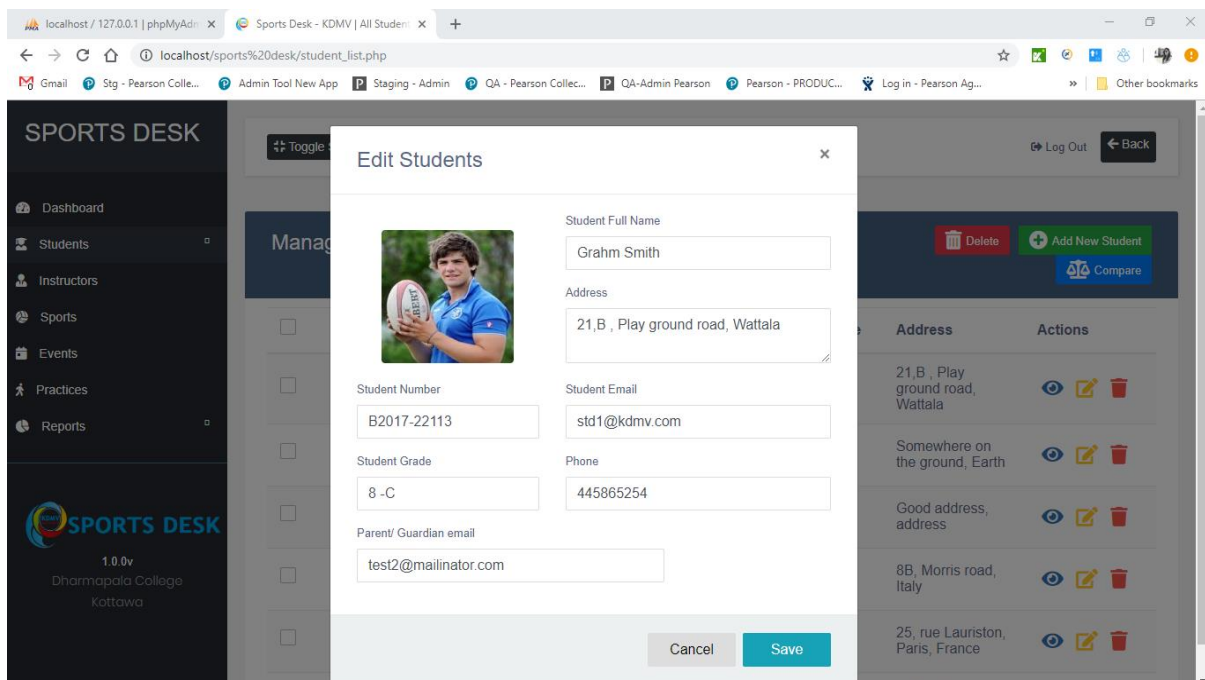 localhost / 127.0.0.1 | phpMyAdn
Sports Desk - KDMV | All Student
localhost/sports%20desk/student_list.php
Gmail
Stg - Pearson Colle...
Admin Tool New App
Staging - Admin
QA - Pearson Collec...
QA-Admin Pearson
Pearson - PRODUC...
Log in - Pearson Ag...
»
Other bookmarks
SPORTS DESK
Dashboard
Students
Instructors
Sports
Events
Practices
Reports
KDMV
SPORTS DESK
1.0.0v
Dharmapala College
Kottawa
Toggle
Log Out
Back
Manag
Delete
Add New Student
Compare
Address
Actions
21,B , Play
ground road,
Wattala
Somewhere on
the ground, Earth
Good address,
address
8B, Morris road,
Italy
25, rue Lauriston,
Paris, France
Edit Students
×
Student Full Name
Grahm Smith
Address
21,B , Play ground road, Wattala
Student Number
B2017-22113
Student Email
std1@kdmv.com
Student Grade
8 -C
Phone
445865254
Parent/ Guardian email
test2@mailinator.com
Cancel
Save